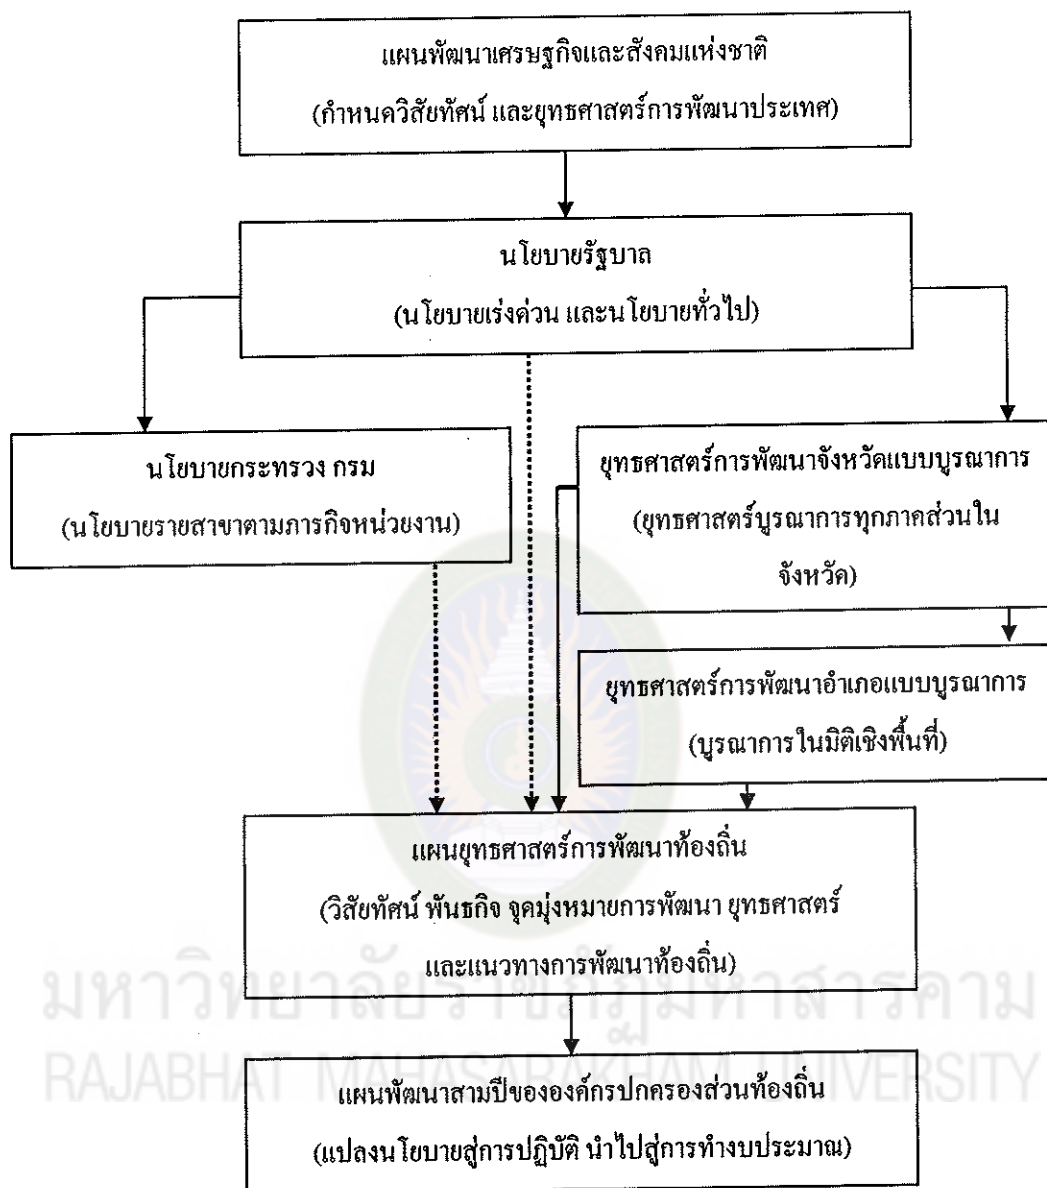 แผนพัฒนาเศรษฐกิจและสังคมแห่งชาติ
(กำหนดวิสัยทัศน์ และยุทธศาสตร์การพัฒนาประเทศ)
นโยบายรัฐบาล
(นโยบายเร่งด่วน และนโยบายทั่วไป)
นโยบายกระทรวง กรม
(นโยบายรายสาขาตามภารกิจหน่วยงาน)
ยุทธศาสตร์การพัฒนาจังหวัดแบบบูรณาการ
(ยุทธศาสตร์บูรณาการทุกภาคส่วนใน
จังหวัด)
ยุทธศาสตร์การพัฒนาอำเภอแบบบูรณาการ
(บูรณาการในมิติเชิงพื้นที่)
แผนยุทธศาสตร์การพัฒนาท้องถิ่น
(วิสัยทัศน์ พันธกิจ จุดมุ่งหมายการพัฒนา ยุทธศาสตร์
และแนวทางการพัฒนาท้องถิ่น)
มหาวิทยาลัยราชภัฏมหาสารคาม
RAJABHAT MAHASARAKHAM UNIVERSITY
แผนพัฒนาสามปีขององค์กรปกครองส่วนท้องถิ่น
(แปลงนโยบายสู่การปฏิบัติ นำไปสู่การทำงบประมาณ)